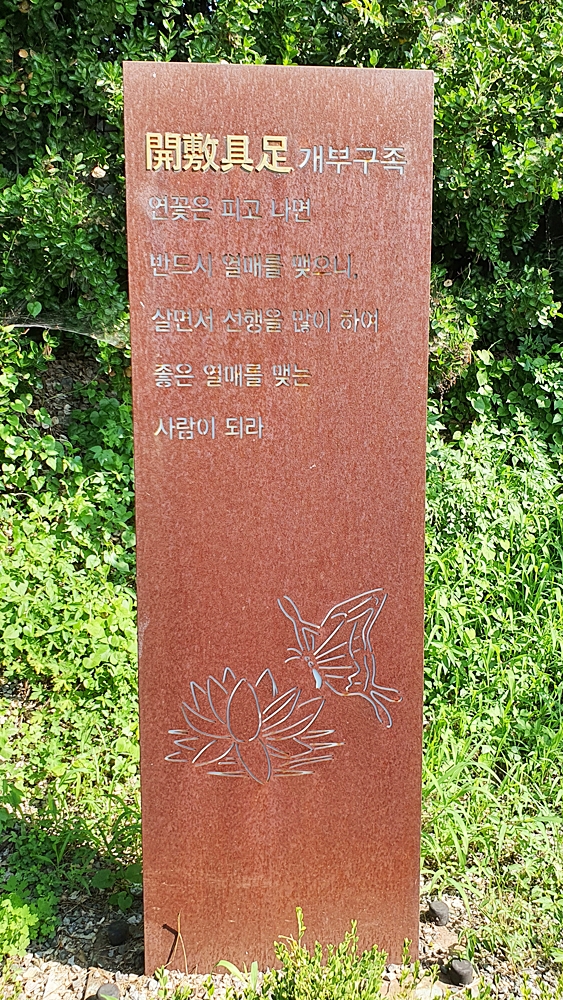 開敷具足 개부구족
연꽃은 피고 나면
반드시 열매를 맺으니,
살면서 선행을 많이 하여
좋은 열매를 맺는
사람이 되라